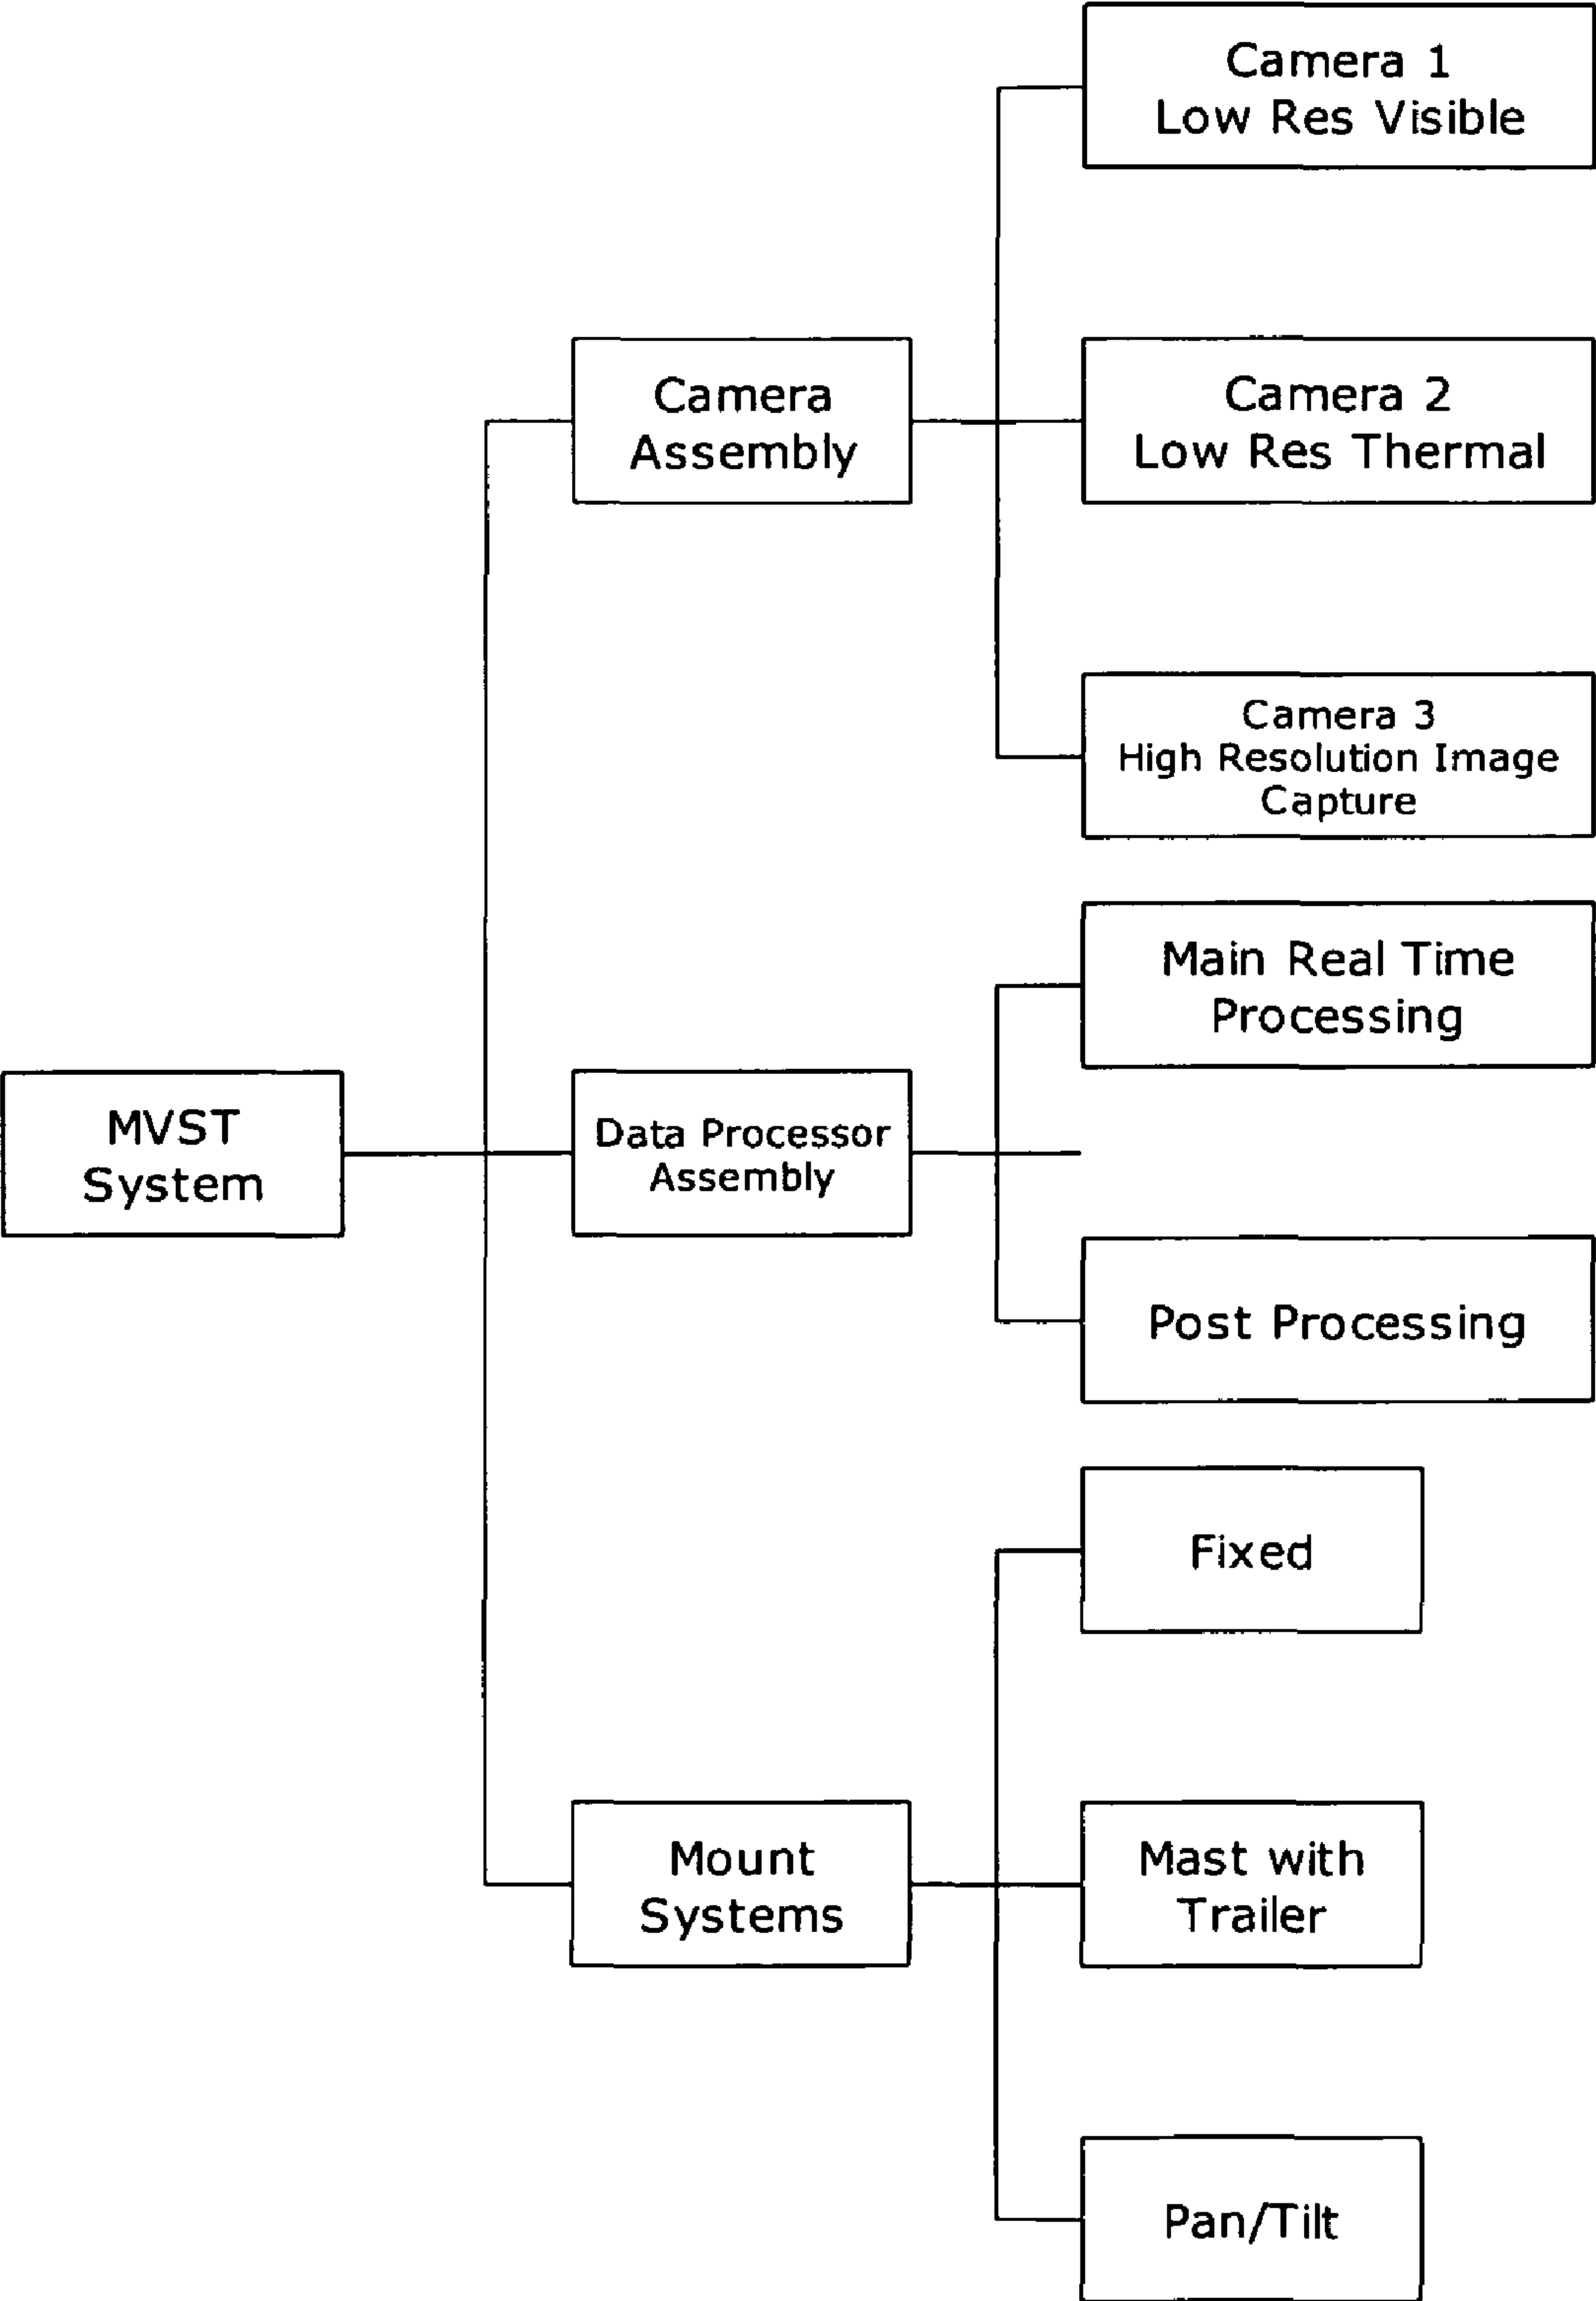 Camera 1
Low Res Visible
Camera
Assembly
Camera 2
Low Res Thermal
Camera 3
High Resolution Image
Capture
Main Real Time
Processing
MVST
System
Data Processor
Assembly
Post Processing
Fixed
Mount
Systems
Mast with
Trailer
Pan/Tilt